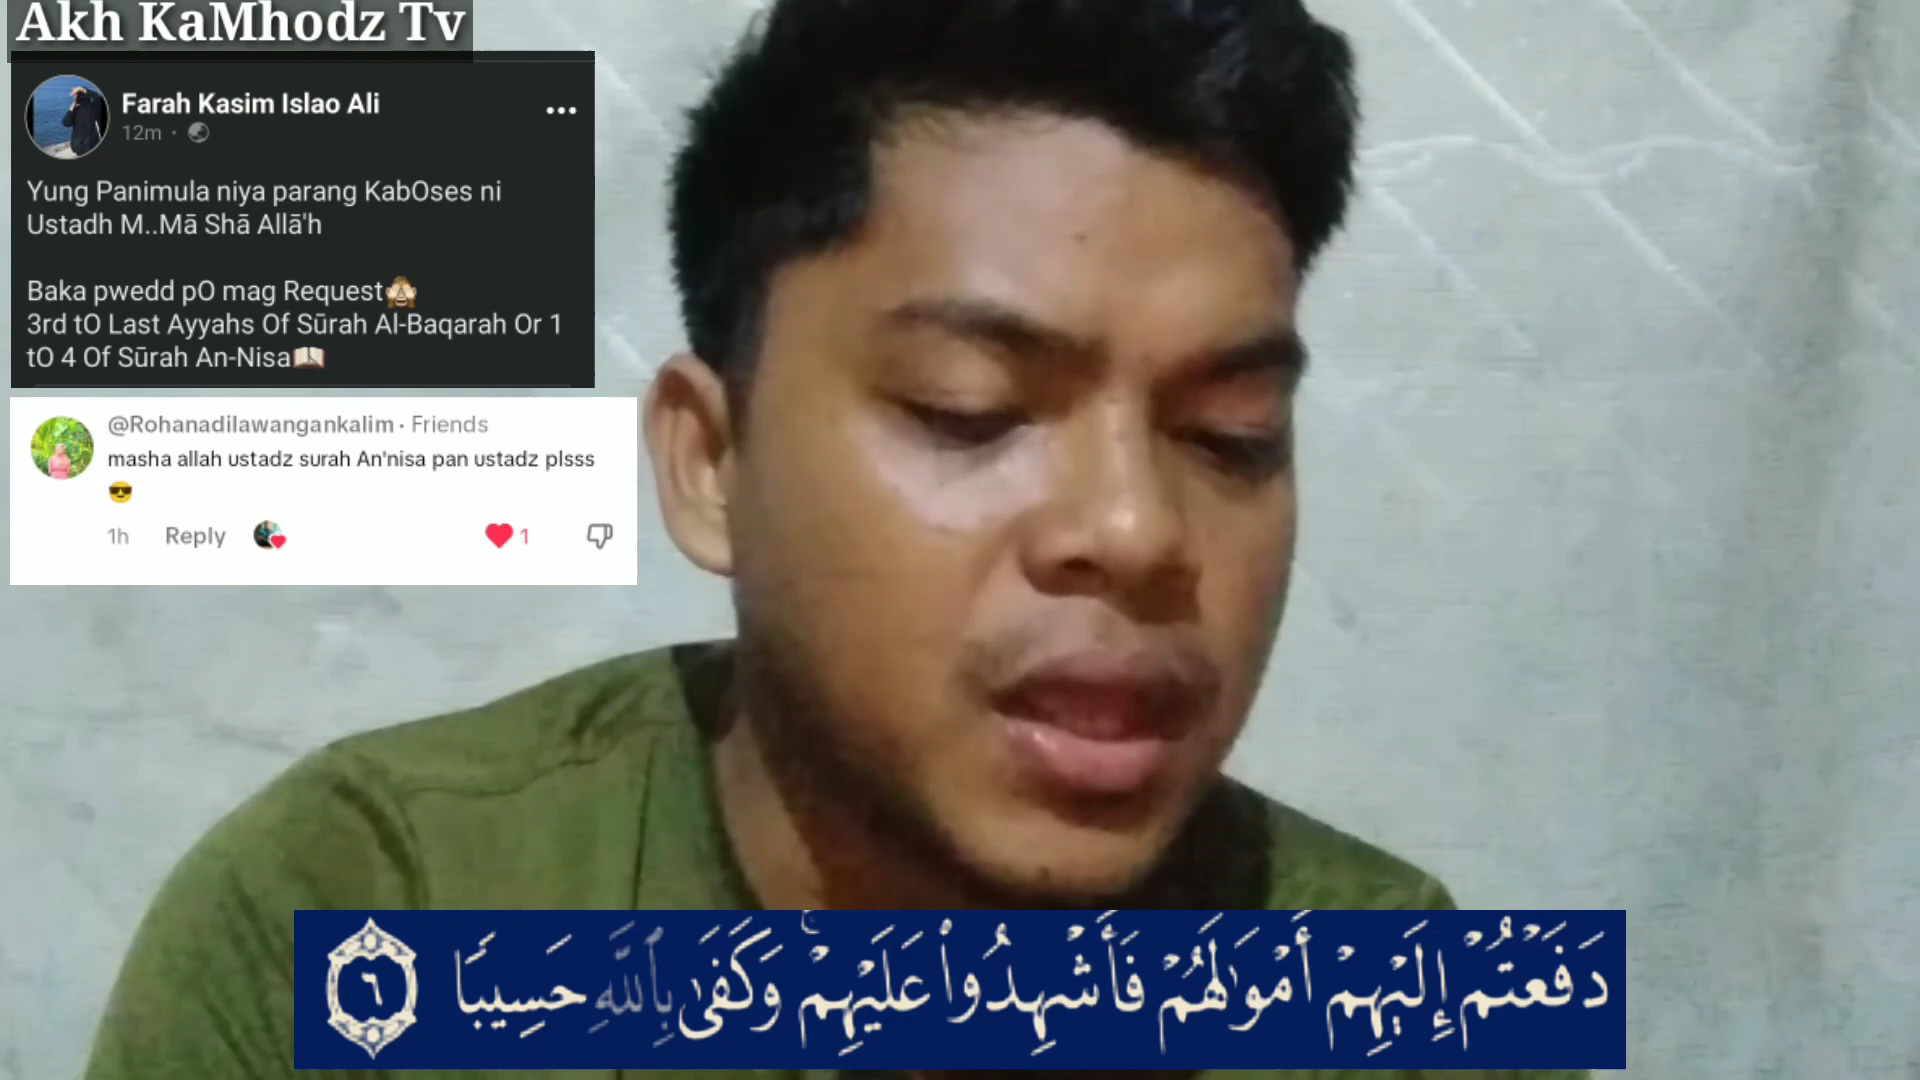 Akh KaMhodz Tv
Farah Kasim Islao Ali
12m ·
Yung Panimula niya parang KabOses ni
Ustadh M..Mā Shā Allā'h
Baka pwedd pO mag Request🙈
3rd tO Last Ayyahs Of Sūrah Al-Baqarah Or 1
tO 4 Of Sūrah An-Nisa📖
@Rohanadilawangankalim · Friends
masha allah ustadz surah An'nisa pan ustadz plsss
😎
1h Reply 1
دَفَعْتُمْ إِلَيْهِمْ أَمْوَٰلَهُمْ فَأَشْهِدُوا۟ عَلَيْهِمْ ۚ وَكَفَىٰ بِٱللَّهِ حَسِيبًا ٦